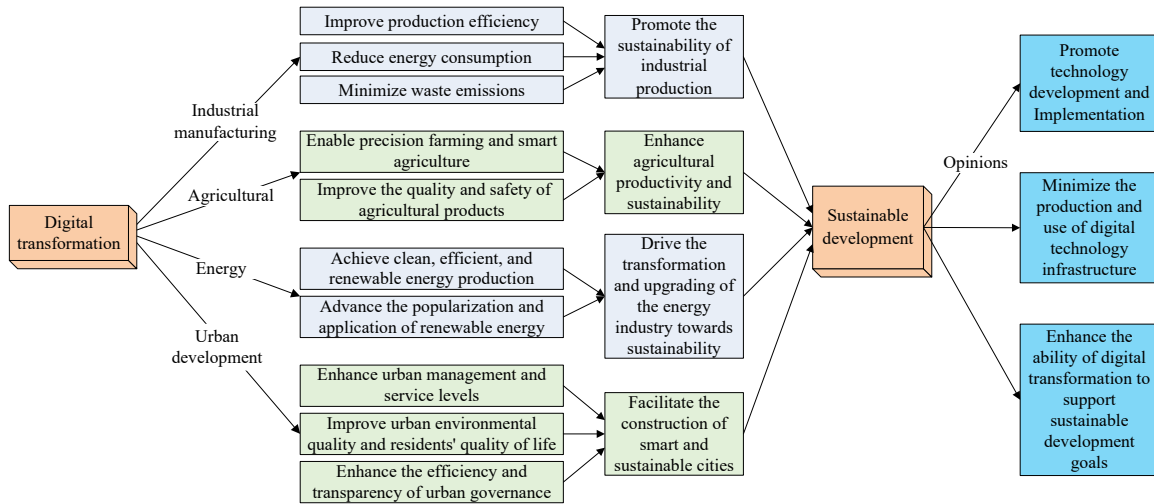 Digital
transformation
Industrial
manufacturing
Agricultural
Energy
Urban
development
Improve production efficiency
Reduce energy consumption
Minimize waste emissions
Enable precision farming and smart
agriculture
Improve the quality and safety of
agricultural products
Achieve clean, efficient, and
renewable energy production
Advance the popularization and
application of renewable energy
Enhance urban management and
service levels
Improve urban environmental
quality and residents' quality of life
Enhance the efficiency and
transparency of urban governance
Promote the
sustainability of
industrial
production
Enhance
agricultural
productivity and
sustainability
Drive the
transformation
and upgrading of
the energy
industry towards
sustainability
Facilitate the
construction of
smart and
sustainable cities
Sustainable
development
Opinions
Promote
technology
development and
Implementation
Minimize the
production and
use of digital
technology
infrastructure
Enhance the
ability of digital
transformation to
support
sustainable
development
goals